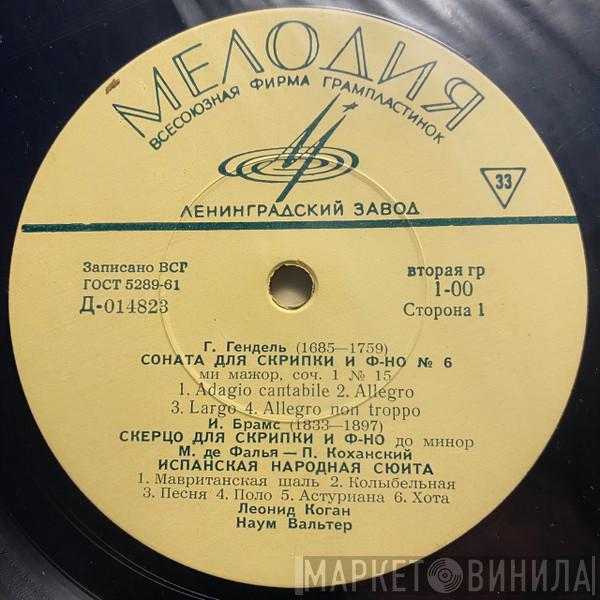 МЕЛОДИЯ
ВСЕСОЮЗНАЯ ФИРМА ГРАМПЛАСТИНОК
33
ЛЕНИНГРАДСКИЙ ЗАВОД
Записано ВСГ
ГОСТ 5289-61
Д-014823
вторая гр
1-00
Сторона 1
Г. Гендель (1685—1759)
СОНАТА ДЛЯ СКРИПКИ И Ф-НО № 6
ми мажор, соч. 1 № 15
1. Adagio cantabile 2. Allegro
3. Largo 4. Allegro non troppo
И. Брамс (1833—1897)
СКЕРЦО ДЛЯ СКРИПКИ И Ф-НО до минор
М. де Фалья — П. Коханский
ИСПАНСКАЯ НАРОДНАЯ СЮИТА
1. Мавританская шаль 2. Колыбельная
3. Песня 4. Поло 5. Астуриана 6. Хота
Леонид Коган
Наум Вальтер
МАРКЕТ ВИНИЛА